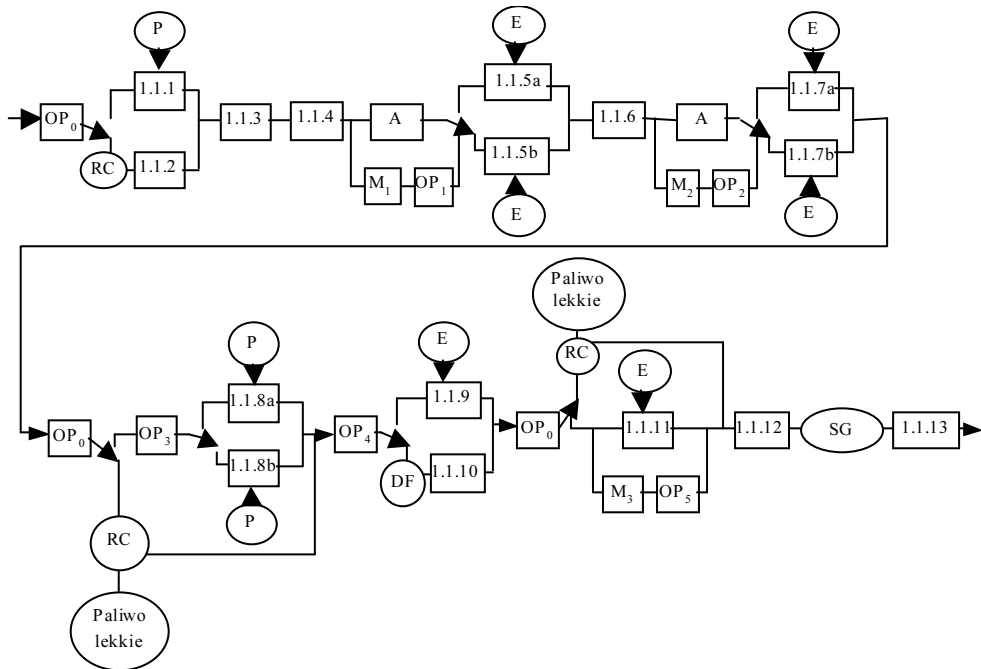 P
E
E
1.1.1
1.1.5a
1.1.7a
OP0
1.1.3
1.1.4
A
1.1.6
A
RC
1.1.2
1.1.5b
1.1.7b
M1
OP1
M2
OP2
E
E
Paliwo
lekkie
P
E
RC
E
1.1.8a
1.1.9
OP0
OP3
OP4
OP0
1.1.11
1.1.12
SG
1.1.13
1.1.8b
DF
1.1.10
M3
OP5
P
RC
Paliwo
lekkie